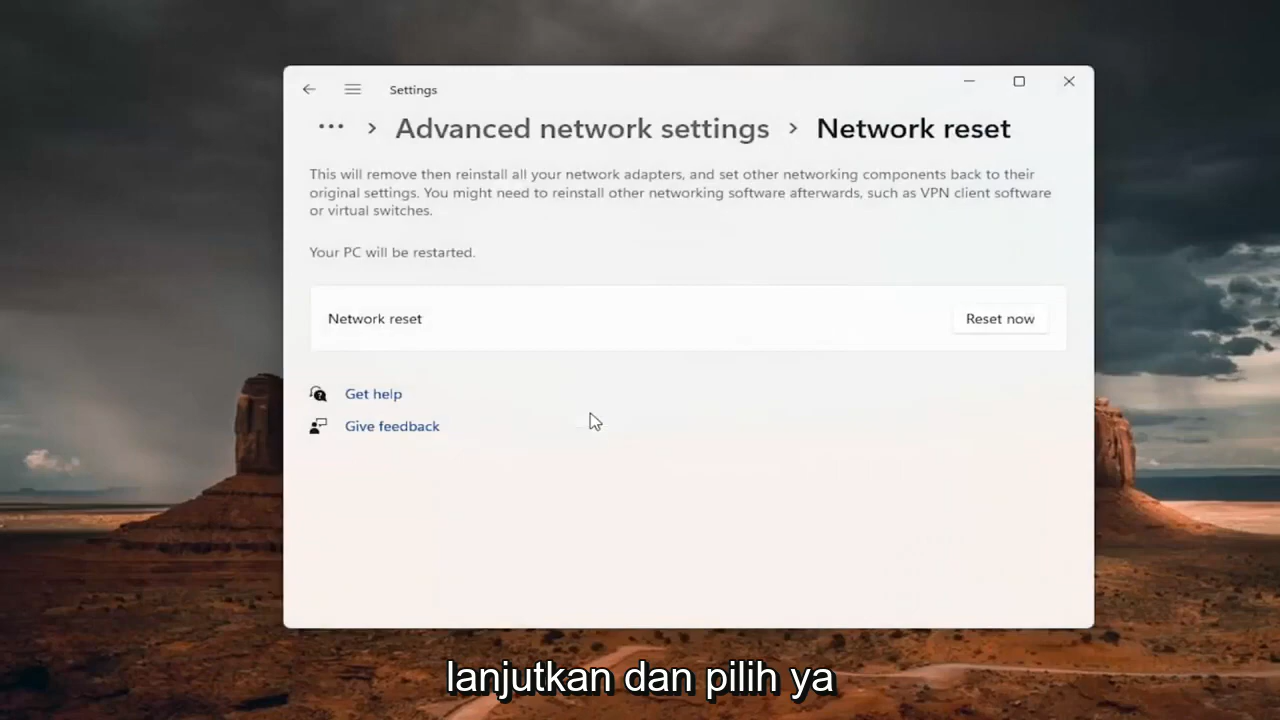 Settings
... > Advanced network settings > Network reset
This will remove then reinstall all your network adapters, and set other networking components back to their
original settings. You might need to reinstall other networking software afterwards, such as VPN client software
or virtual switches.
Your PC will be restarted.
Network reset
Reset now
Get help
Give feedback
lanjutkan dan pilih ya